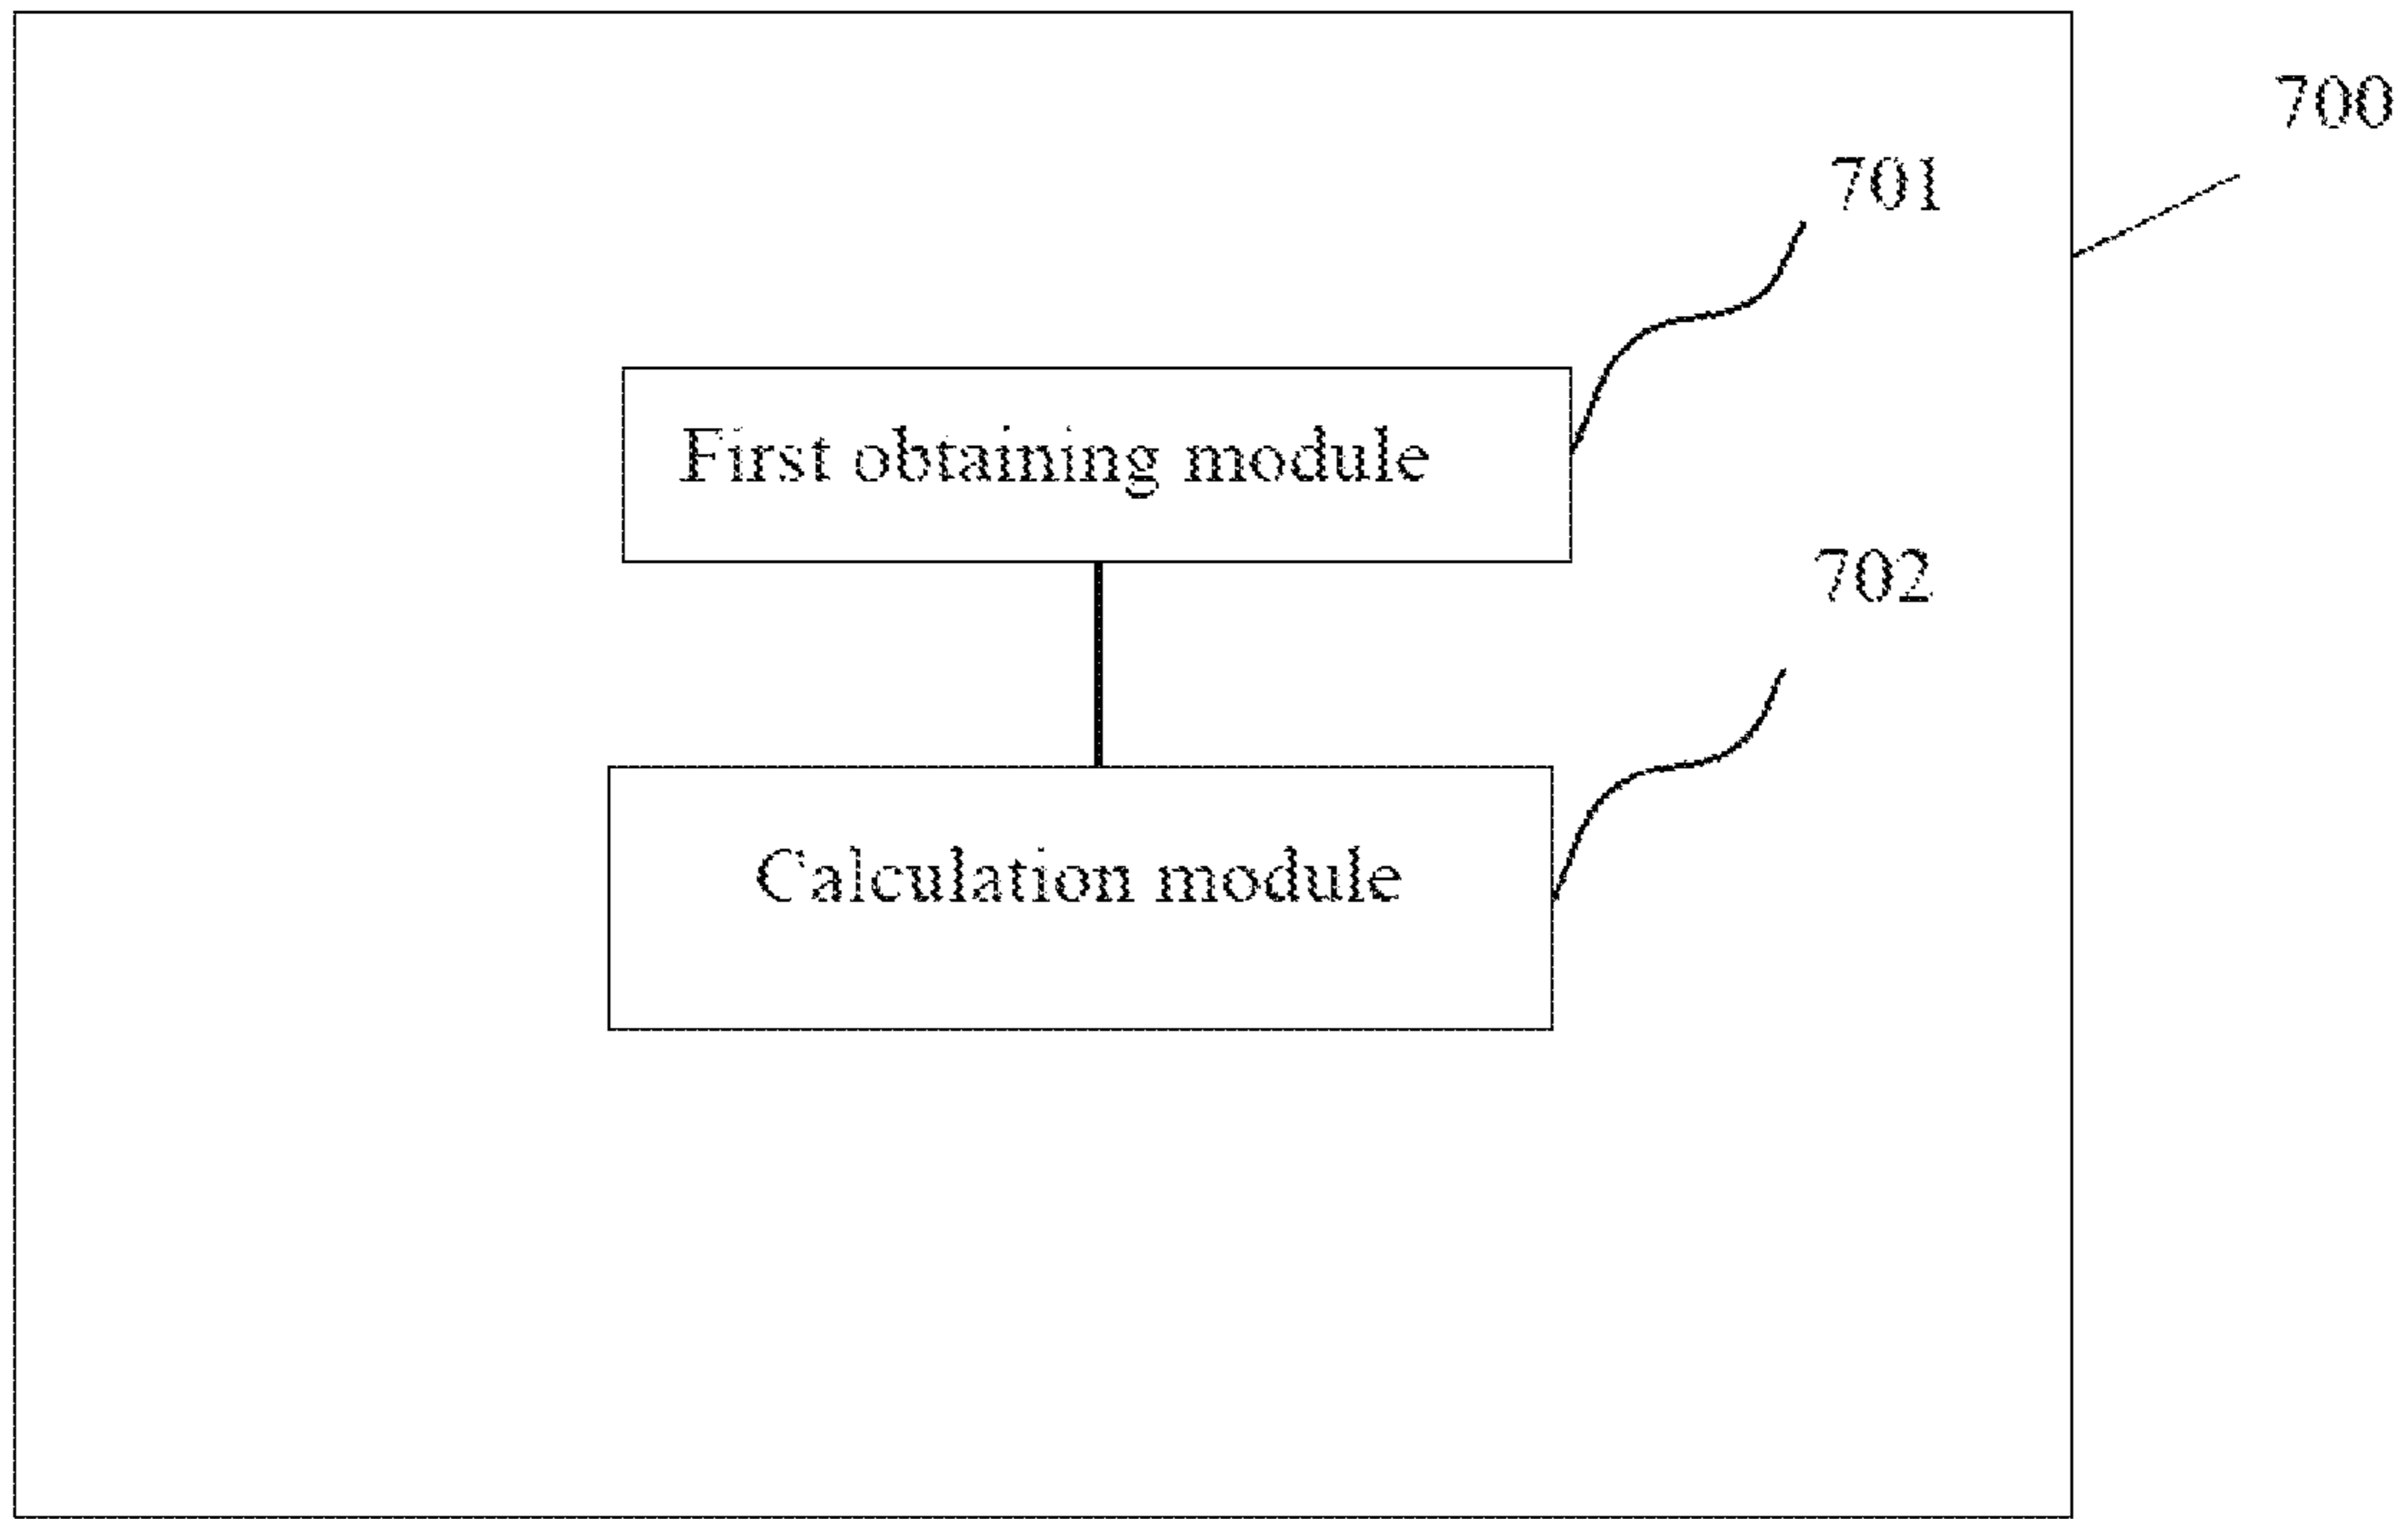 700
701
First obtaining module
702
Calculation module